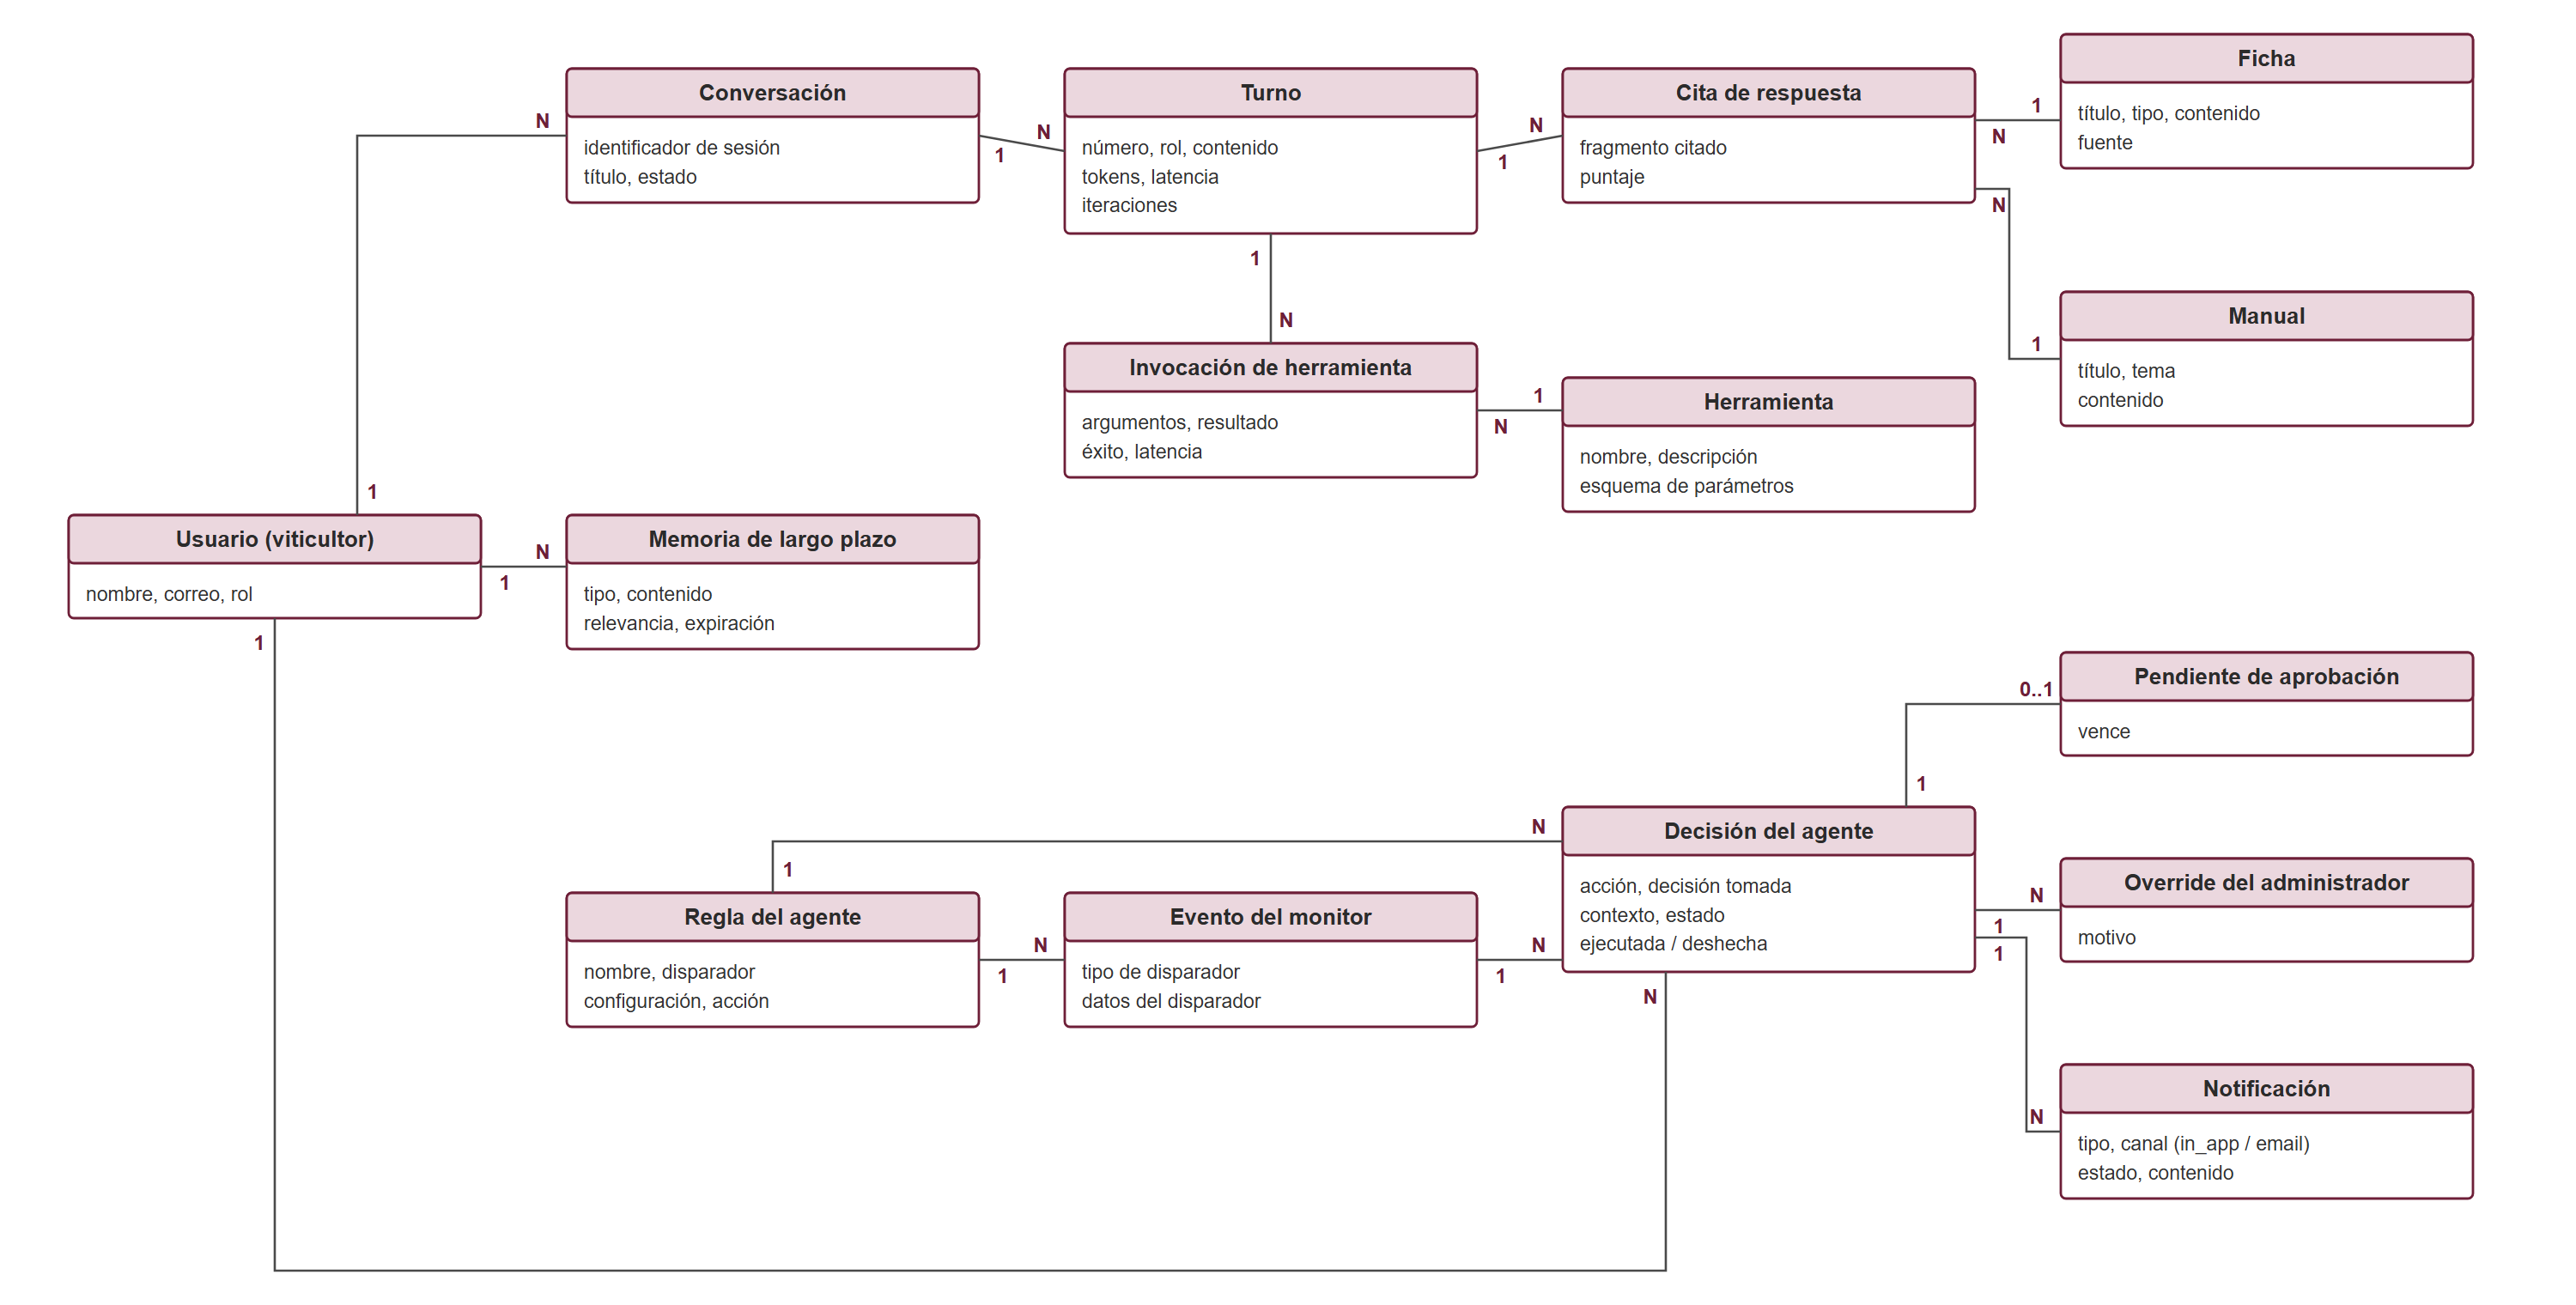 Ficha
título, tipo, contenido
fuente
Conversación
identificador de sesión
título, estado
Turno
número, rol, contenido
tokens, latencia
iteraciones
Cita de respuesta
fragmento citado
puntaje
N
1
N
1
N
1
1
N
N
1
1
N
Manual
título, tema
contenido
Invocación de herramienta
argumentos, resultado
éxito, latencia
1
N
Herramienta
nombre, descripción
esquema de parámetros
1
Usuario (viticultor)
nombre, correo, rol
N
1
Memoria de largo plazo
tipo, contenido
relevancia, expiración
1
Pendiente de aprobación
vence
0..1
1
N
1
Decisión del agente
acción, decisión tomada
contexto, estado
ejecutada / deshecha
Override del administrador
motivo
N
1
1
Regla del agente
nombre, disparador
configuración, acción
N
1
Evento del monitor
tipo de disparador
datos del disparador
N
1
N
N
Notificación
tipo, canal (in_app / email)
estado, contenido